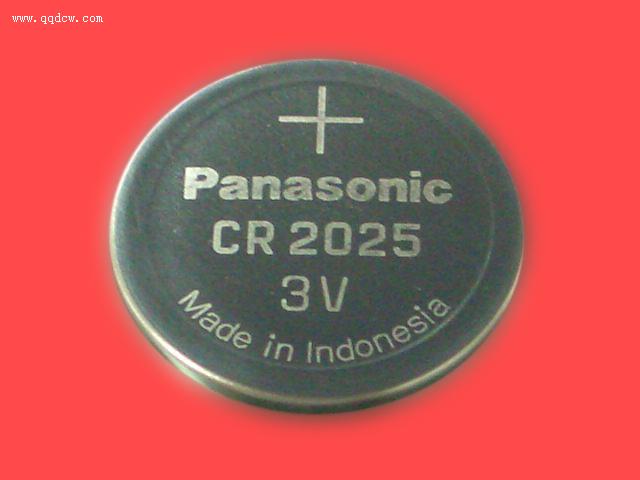 www.qqdcw.com
+
Panasonic
CR 2025
3V
Made in Indonesia